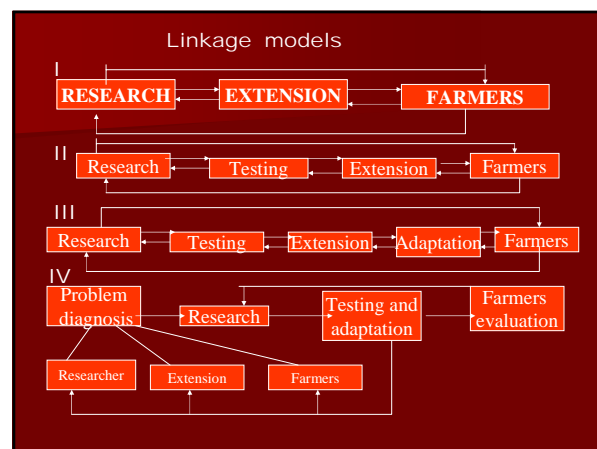 Linkage models
I
RESEARCH EXTENSION FARMERS
II
Research Testing Extension Farmers
III
Research Testing Extension Adaptation Farmers
IV
Problem
diagnosis
Research
Testing and
adaptation
Farmers
evaluation
Researcher Extension Farmers